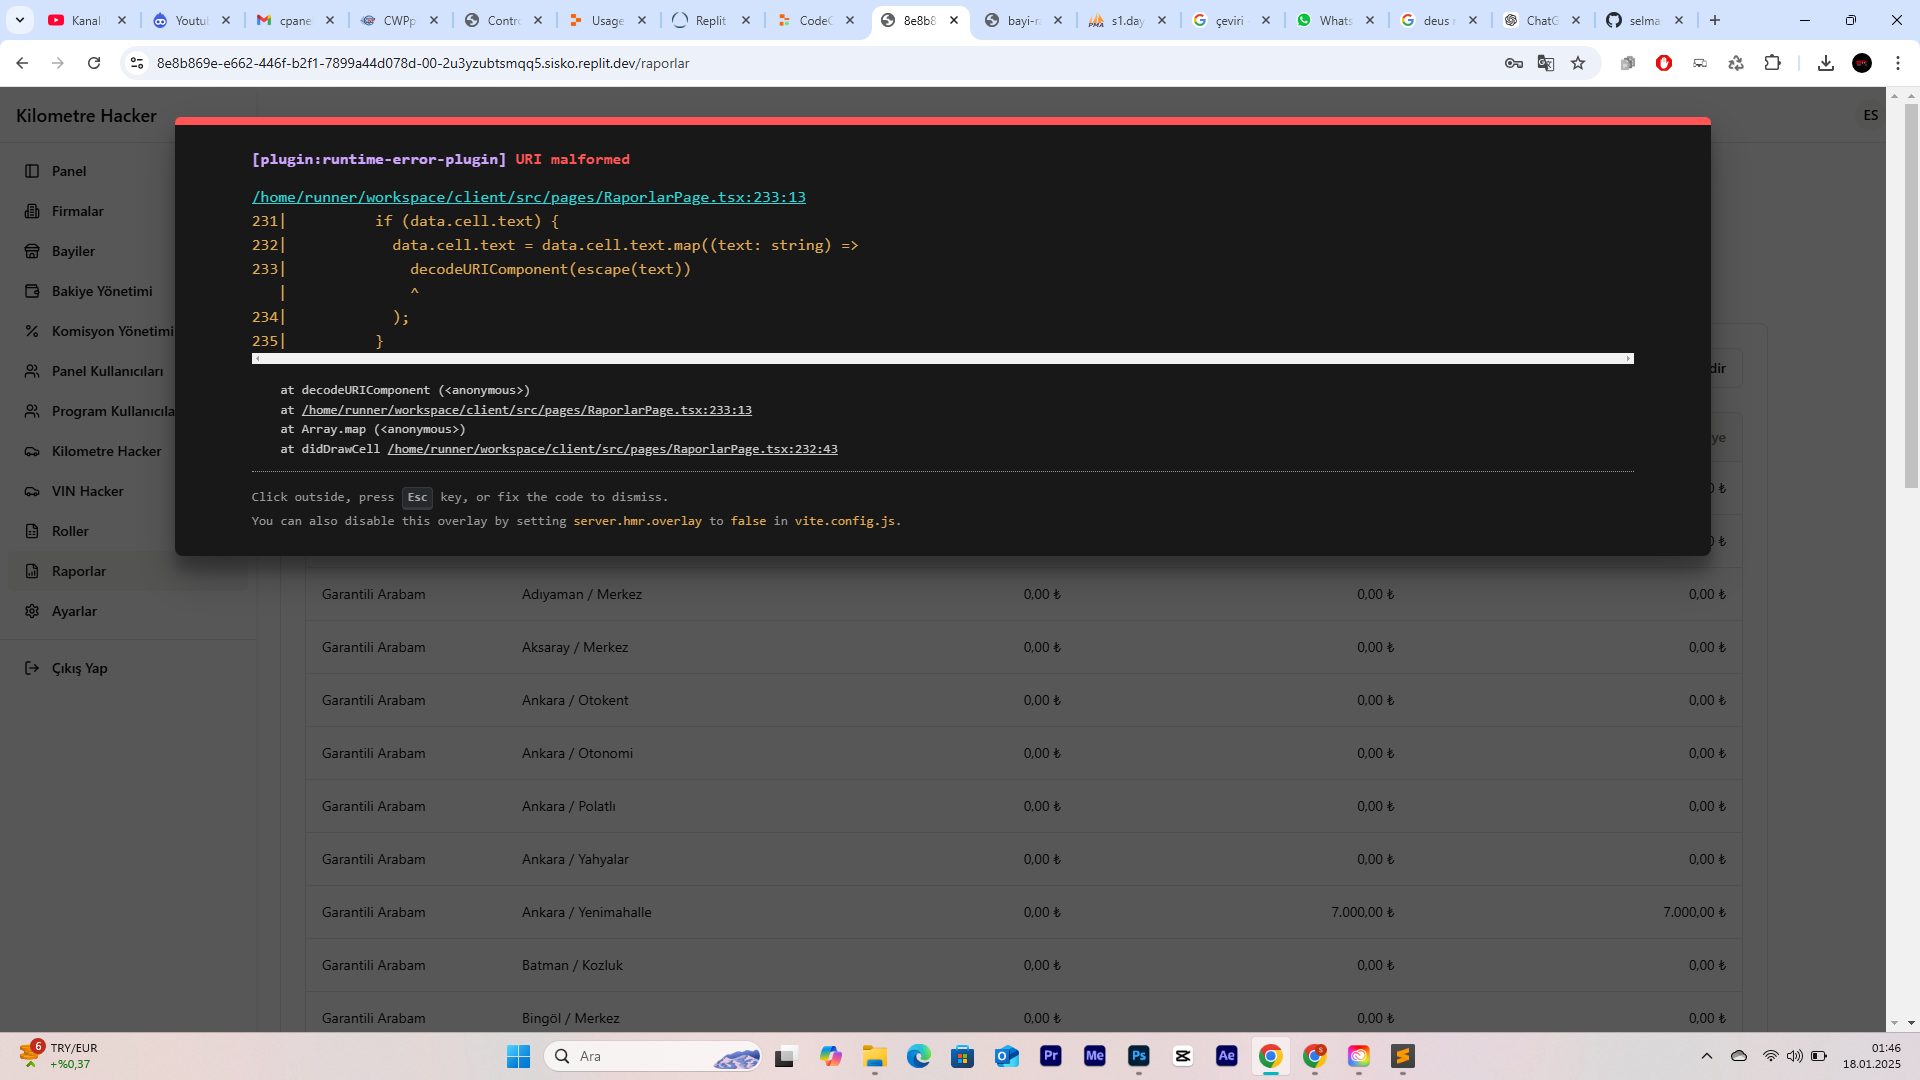 Kanal
Youtu
cpane
CWPp
Contro
Usage
Replit
CodeC
8e8b8
bayi-ra
s1.day
çeviri
Whats
deus
ChatG
selma
8e8b869e-e662-446f-b2f1-7899a44d078d-00-2u3yzubtsmqq5.sisko.replit.dev/raporlar
Kilometre Hacker
ES
Panel
Firmalar
Bayiler
Bakiye Yönetimi
Komisyon Yönetimi
Panel Kullanıcıları
Program Kullanıcıla
Kilometre Hacker
VIN Hacker
Roller
Raporlar
Ayarlar
Çıkış Yap
[plugin:runtime-error-plugin] URI malformed
/home/runner/workspace/client/src/pages/RaporlarPage.tsx:233:13
231| if (data.cell.text) {
232| data.cell.text = data.cell.text.map((text: string) =>
233| decodeURIComponent(escape(text))
| ^
234| );
235| }
at decodeURIComponent (<anonymous>)
at /home/runner/workspace/client/src/pages/RaporlarPage.tsx:233:13
at Array.map (<anonymous>)
at didDrawCell /home/runner/workspace/client/src/pages/RaporlarPage.tsx:232:43
Click outside, press Esc key, or fix the code to dismiss.
You can also disable this overlay by setting server.hmr.overlay to false in vite.config.js.
dir
ye
0 ₺
0 ₺
Garantili Arabam Adıyaman / Merkez 0,00 ₺ 0,00 ₺ 0,00 ₺
Garantili Arabam Aksaray / Merkez 0,00 ₺ 0,00 ₺ 0,00 ₺
Garantili Arabam Ankara / Otokent 0,00 ₺ 0,00 ₺ 0,00 ₺
Garantili Arabam Ankara / Otonomi 0,00 ₺ 0,00 ₺ 0,00 ₺
Garantili Arabam Ankara / Polatlı 0,00 ₺ 0,00 ₺ 0,00 ₺
Garantili Arabam Ankara / Yahyalar 0,00 ₺ 0,00 ₺ 0,00 ₺
Garantili Arabam Ankara / Yenimahalle 0,00 ₺ 7.000,00 ₺ 7.000,00 ₺
Garantili Arabam Batman / Kozluk 0,00 ₺ 0,00 ₺ 0,00 ₺
Garantili Arabam Bingöl / Merkez 0,00 ₺ 0,00 ₺ 0,00 ₺
6
TRY/EUR
+%0,37
Ara
Pr
Me
Ps
Ae
01:46
18.01.2025